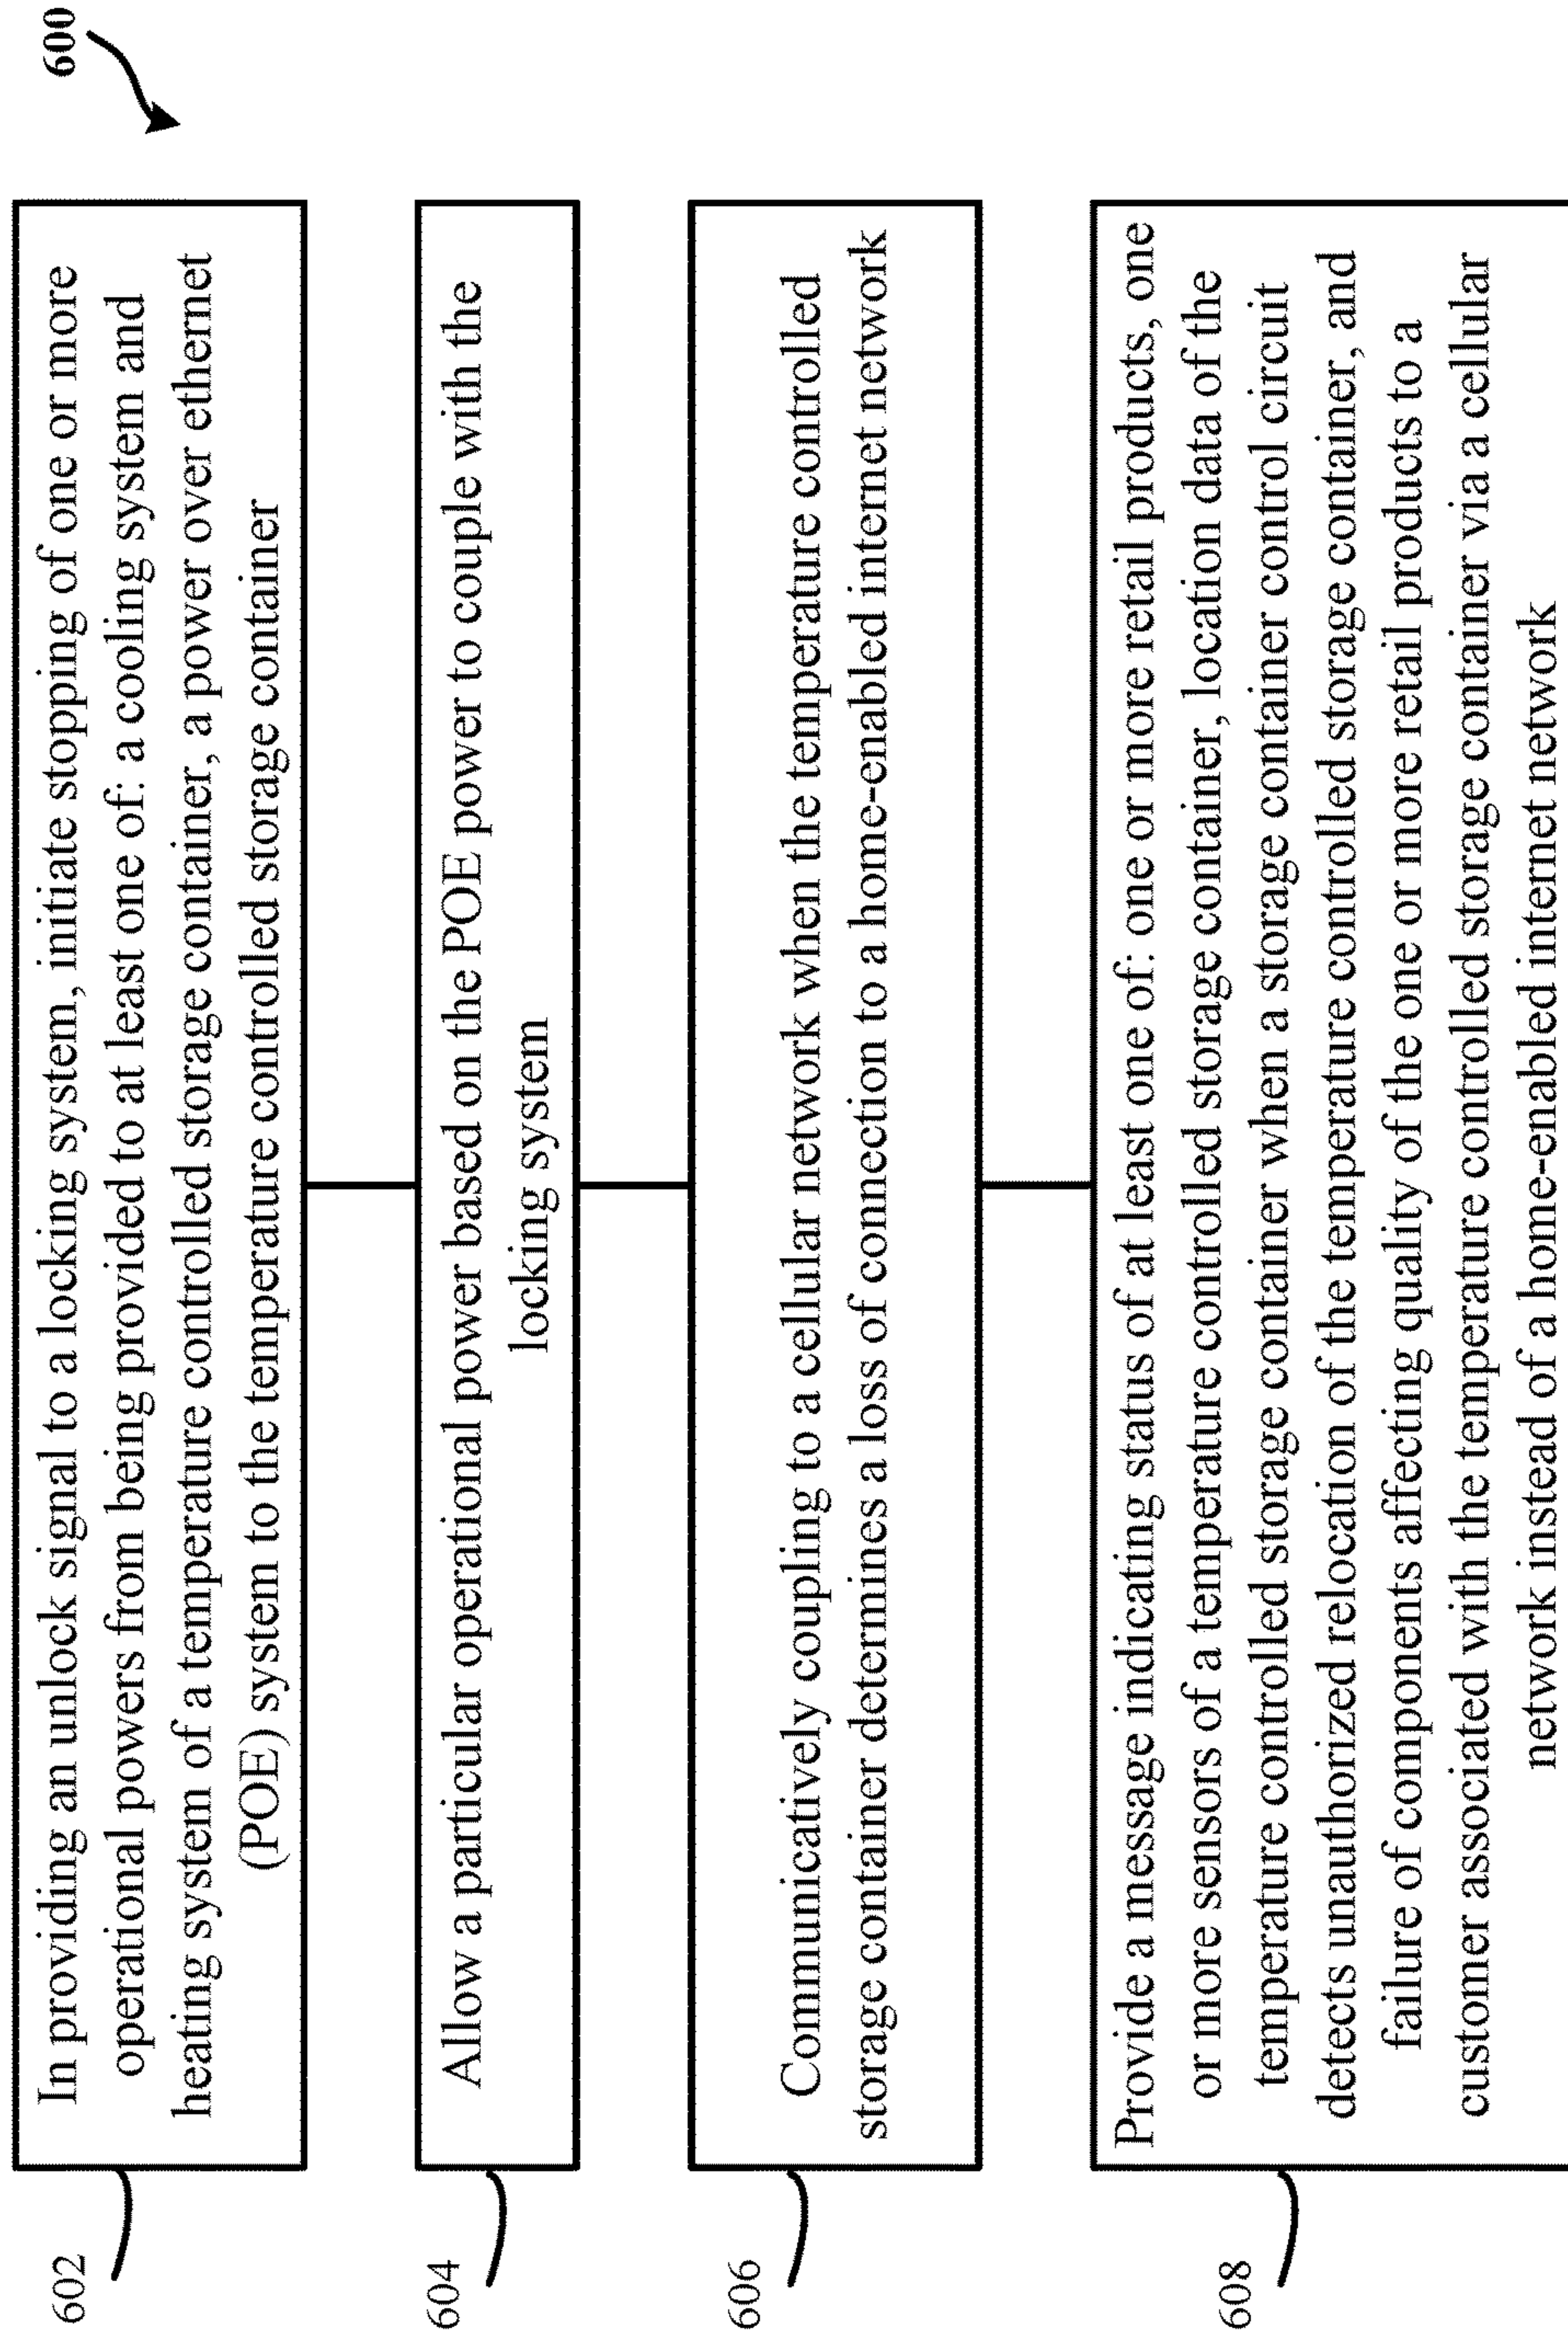 600
602
In providing an unlock signal to a locking system, initiate stopping of one or more
operational powers from being provided to at least one of: a cooling system and
heating system of a temperature controlled storage container, a power over ethernet
(POE) system to the temperature controlled storage container
604
Allow a particular operational power based on the POE power to couple with the
locking system
606
Communicatively coupling to a cellular network when the temperature controlled
storage container determines a loss of connection to a home-enabled internet network
608
Provide a message indicating status of at least one of: one or more retail products, one
or more sensors of a temperature controlled storage container, location data of the
temperature controlled storage container when a storage container control circuit
detects unauthorized relocation of the temperature controlled storage container, and
failure of components affecting quality of the one or more retail products to a
customer associated with the temperature controlled storage container via a cellular
network instead of a home-enabled internet network